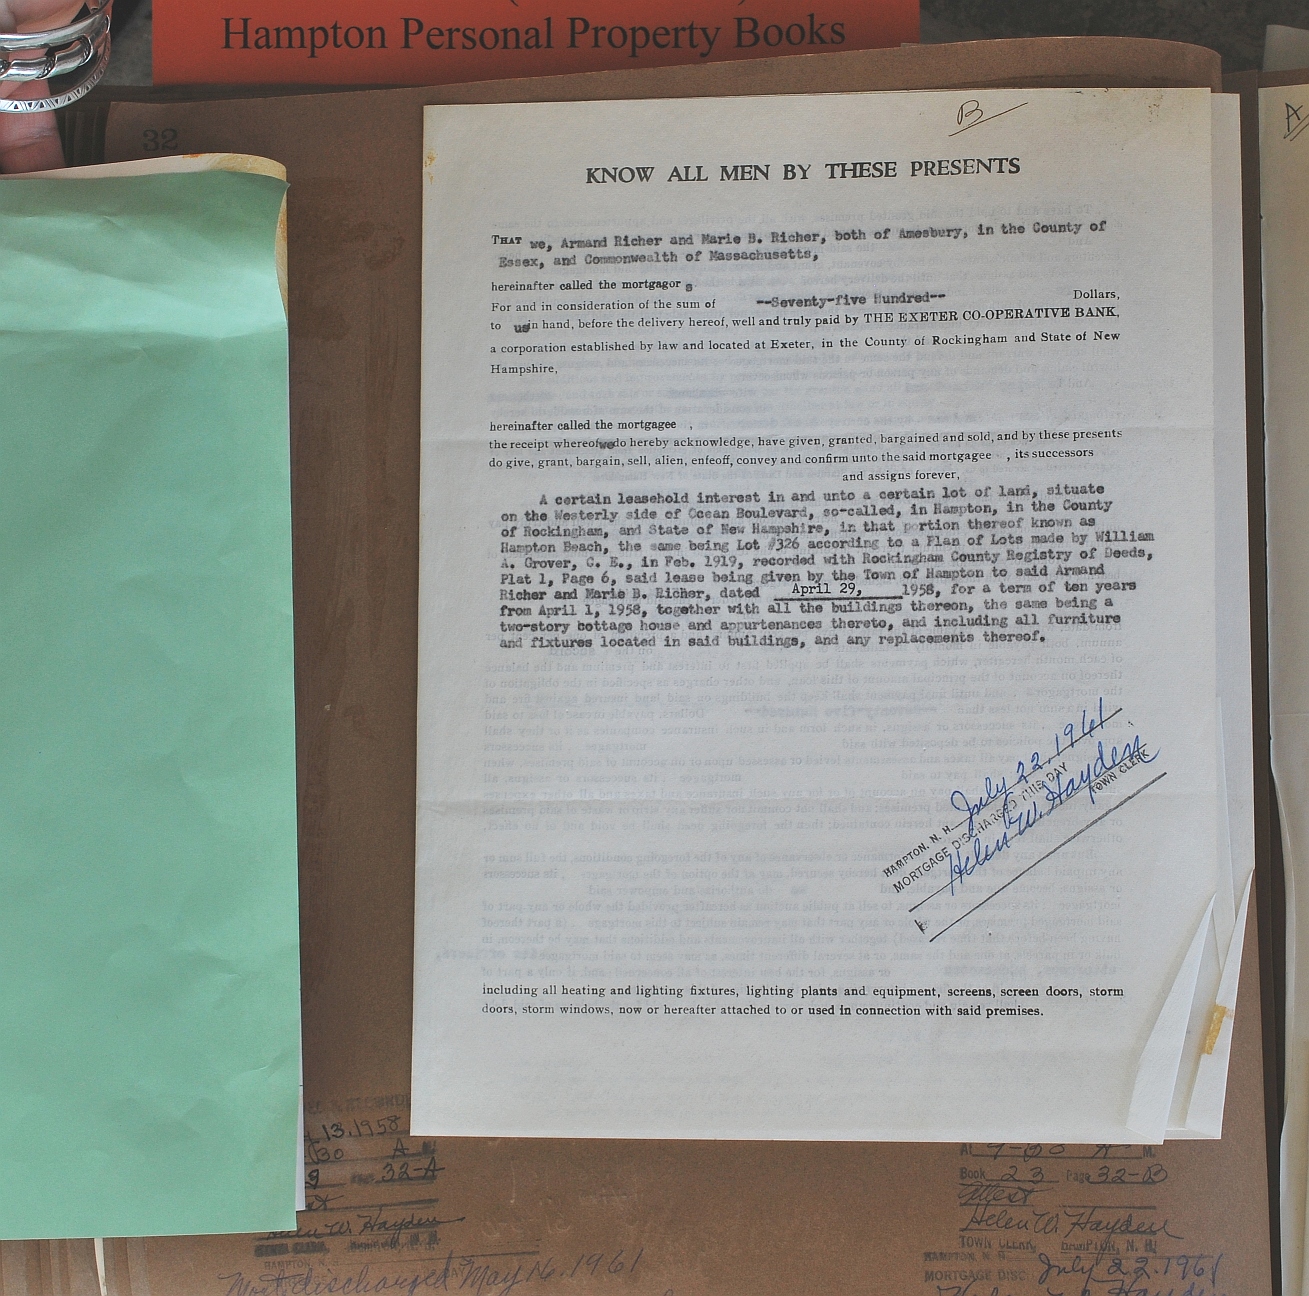 Hampton Personal Property Books
32
B
A
KNOW ALL MEN BY THESE PRESENTS
THAT we, Armand Richer and Marie B. Richer, both of Amesbury, in the County of
Essex, and Commonwealth of Massachusetts,
hereinafter called the mortgagor s
For and in consideration of the sum of --Seventy-five Hundred-- Dollars,
to us in hand, before the delivery hereof, well and truly paid by THE EXETER CO-OPERATIVE BANK,
a corporation established by law and located at Exeter, in the County of Rockingham and State of New
Hampshire,
hereinafter called the mortgagee ,
the receipt whereof we do hereby acknowledge, have given, granted, bargained and sold, and by these presents
do give, grant, bargain, sell, alien, enfeoff, convey and confirm unto the said mortgagee , its successors
and assigns forever,
A certain leasehold interest in and unto a certain lot of land, situate
on the Westerly side of Ocean Boulevard, so-called, in Hampton, in the County
of Rockingham, and State of New Hampshire, in that portion thereof known as
Hampton Beach, the same being Lot #326 according to a Plan of Lots made by William
A. Grover, C. E., in Feb. 1919, recorded with Rockingham County Registry of Deeds,
Plat 1, Page 6, said lease being given by the Town of Hampton to said Armand
Richer and Marie B. Richer, dated April 29, 1958, for a term of ten years
from April 1, 1958, together with all the buildings thereon, the same being a
two-story cottage house and appurtenances thereto, and including all furniture
and fixtures located in said buildings, and any replacements thereof.
HAMPTON, N. H. July 22, 1961
MORTGAGE DISCHARGED THIS DAY
Helen W. Hayden
TOWN CLERK
including all heating and lighting fixtures, lighting plants and equipment, screens, screen doors, storm
doors, storm windows, now or hereafter attached to or used in connection with said premises.
13, 1958
30 A
32-A
Helen W. Hayden
Mort discharged May 16, 1961
At 9-30 A M.
Book 23 Page 32-B
Attest
Helen W. Hayden
TOWN CLERK, HAMPTON, N. H.
HAMPTON, N. H.
MORTGAGE DISC July 22, 1961